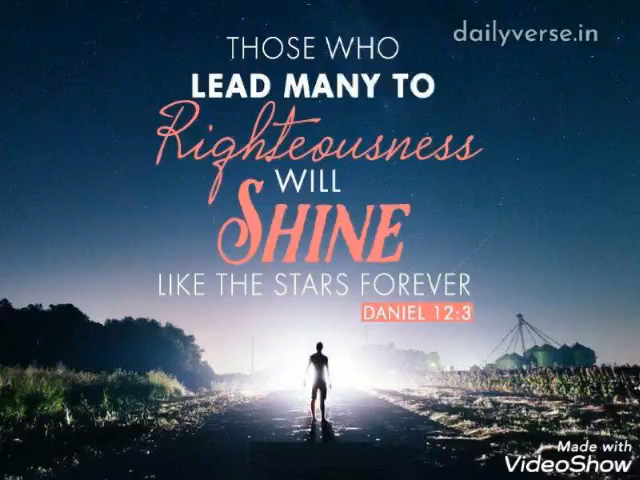 dailyverse.in
THOSE WHO
LEAD MANY TO
Righteousness
WILL
SHINE
LIKE THE STARS FOREVER
DANIEL 12:3
Made with
VideoShow